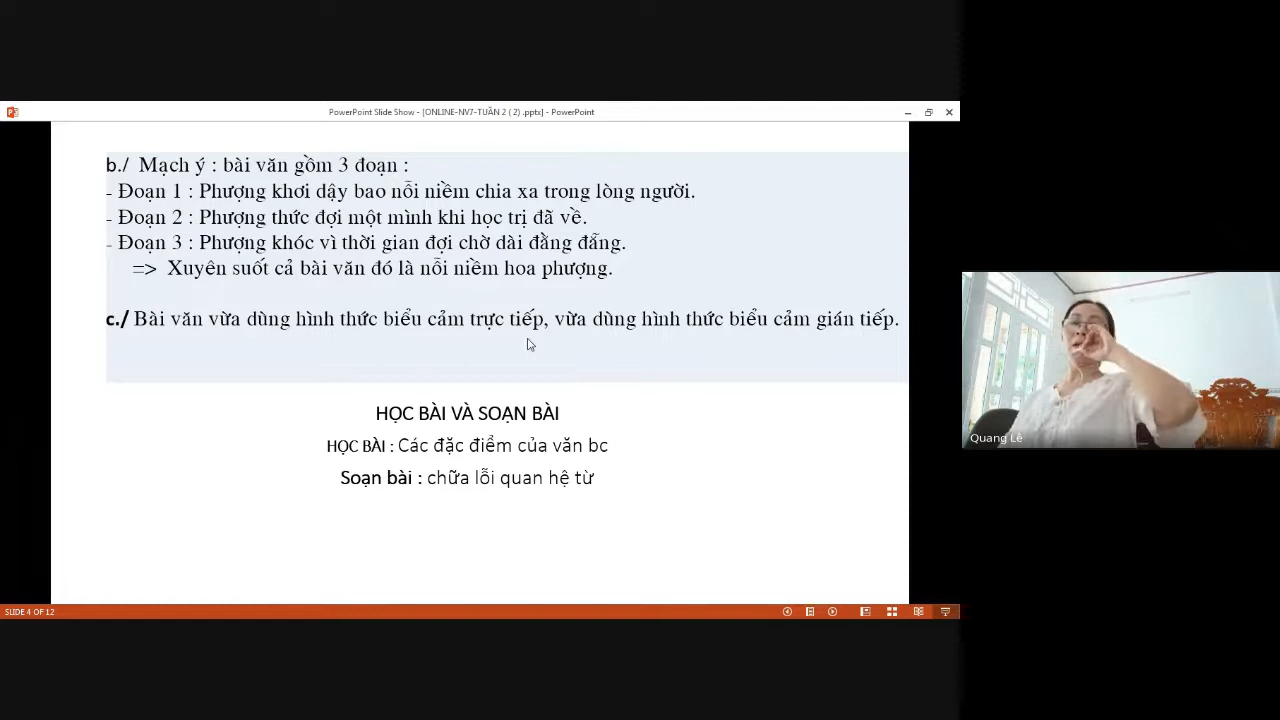 PowerPoint Slide Show - [ONLINE-NV7-TUẦN 2 ( 2) .pptx] - PowerPoint
b./ Mạch ý : bài văn gồm 3 đoạn :
- Đoạn 1 : Phượng khơi dậy bao nỗi niềm chia xa trong lòng người.
- Đoạn 2 : Phượng thức đợi một mình khi học trị đã về.
- Đoạn 3 : Phượng khóc vì thời gian đợi chờ dài đằng đẵng.
=> Xuyên suốt cả bài văn đó là nỗi niềm hoa phượng.
c./ Bài văn vừa dùng hình thức biểu cảm trực tiếp, vừa dùng hình thức biểu cảm gián tiếp.
HỌC BÀI VÀ SOẠN BÀI
HỌC BÀI : Các đặc điểm của văn bc
Soạn bài : chữa lỗi quan hệ từ
Quang Lê
SLIDE 4 OF 12